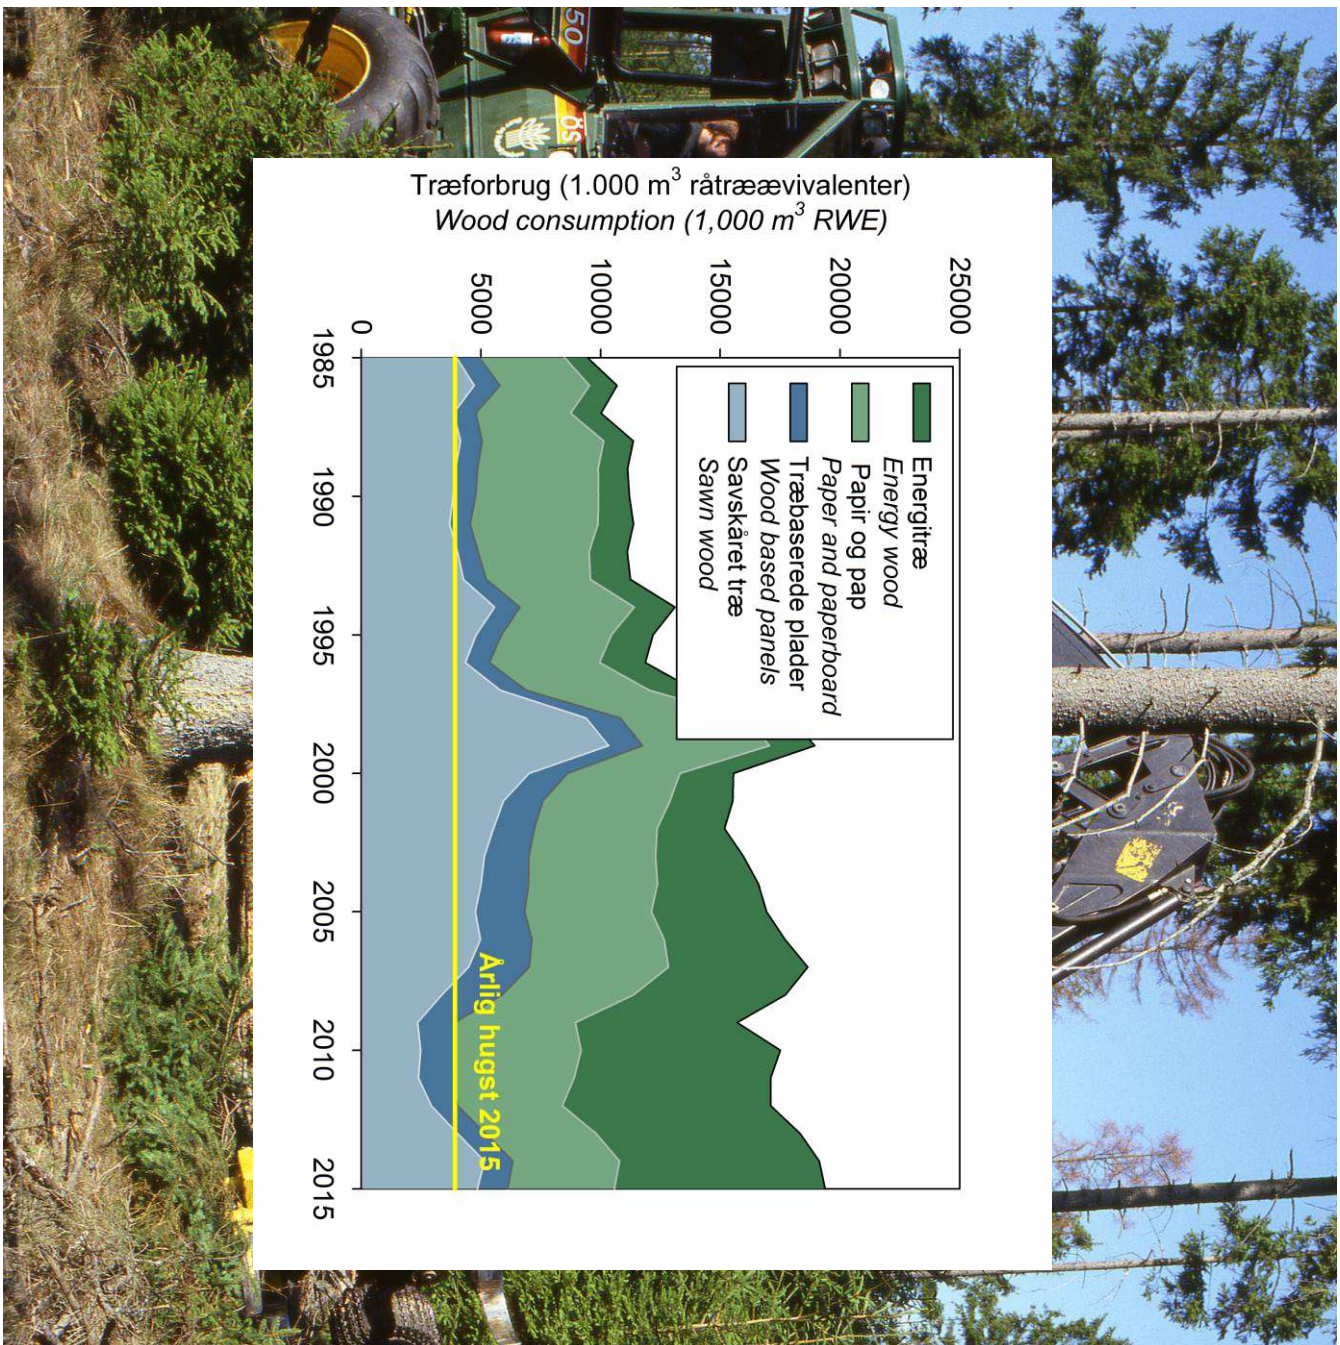 Træforbrug (1.000 m³ råtræævivalenter)
Wood consumption (1,000 m³ RWE)
25000
20000
15000
10000
5000
0
1985
1990
1995
2000
2005
2010
2015
Energitræ
Energy wood
Papir og pap
Paper and paperboard
Træbaserede plader
Wood based panels
Savskåret træ
Sawn wood
Årlig hugst 2015
50
ÖS